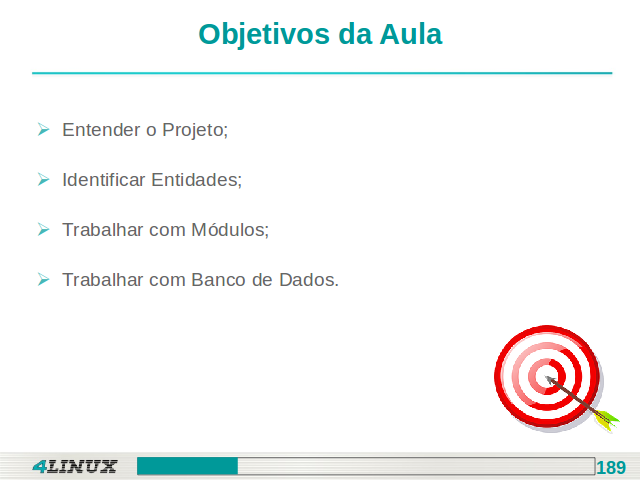 Objetivos da Aula
Entender o Projeto;
Identificar Entidades;
Trabalhar com Módulos;
Trabalhar com Banco de Dados.
4LINUX
189